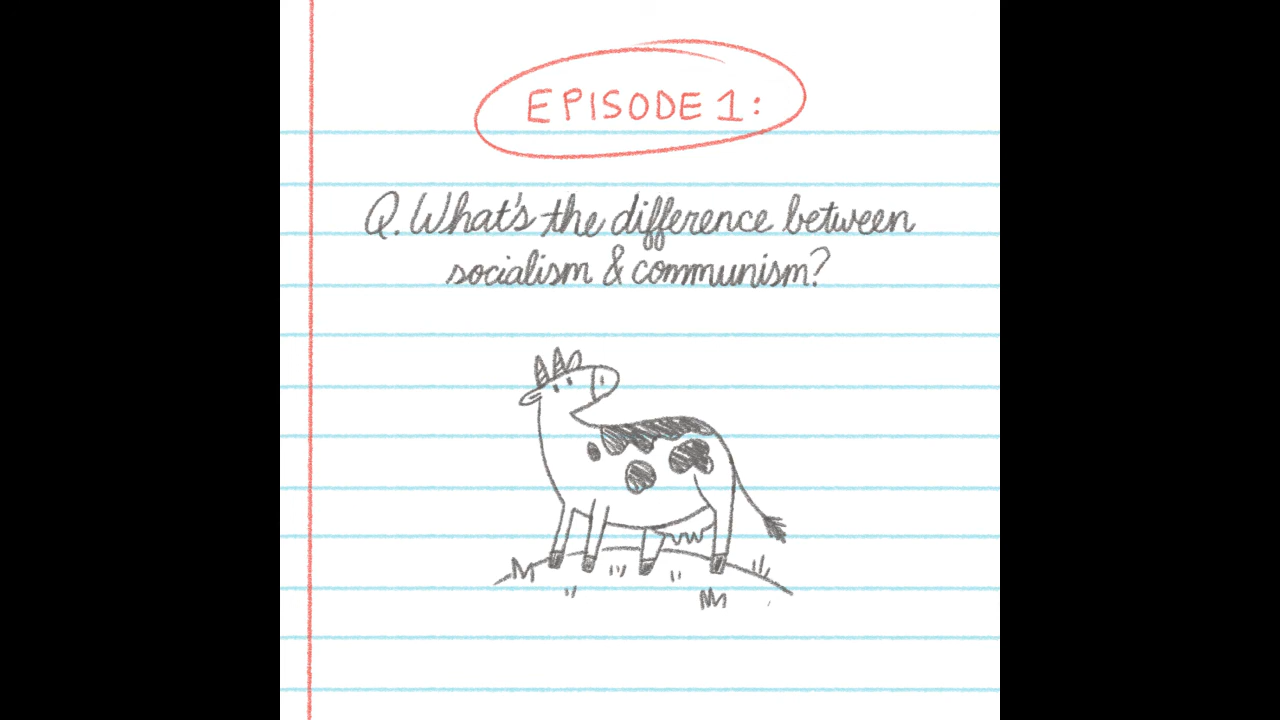 EPISODE 1:
Q. What's the difference between
socialism & communism?